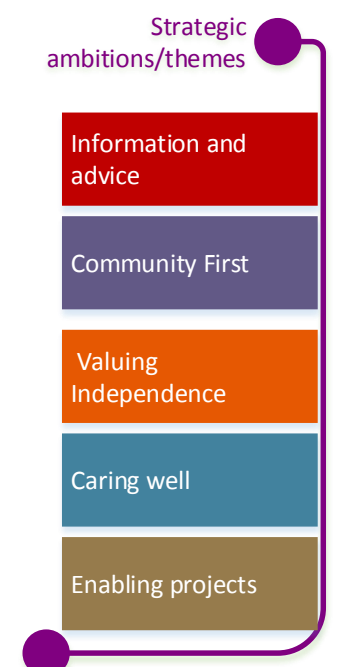 Strategic
ambitions/themes
Information and
advice
Community First
Valuing
Independence
Caring well
Enabling projects